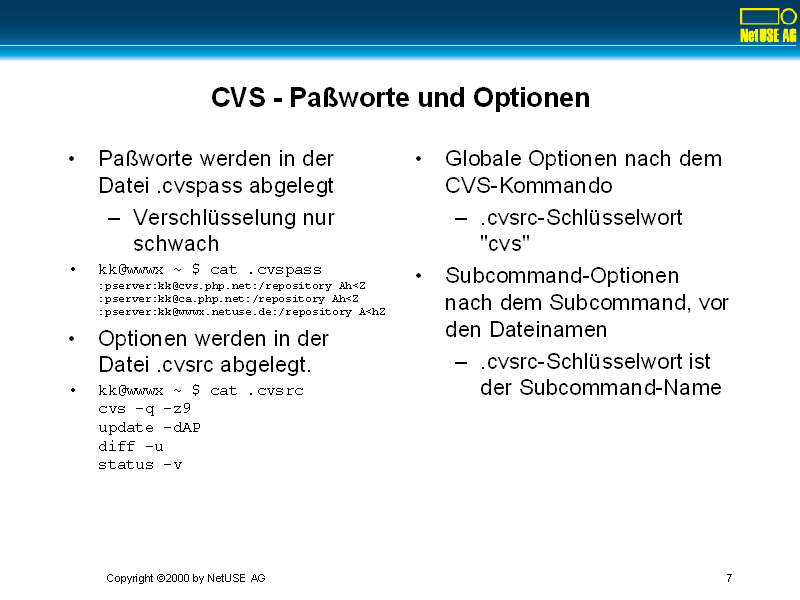 NetUSE AG
CVS - Paßworte und Optionen
• Paßworte werden in der
Datei .cvspass abgelegt
– Verschlüsselung nur
schwach
• kk@wwwx ~ $ cat .cvspass
:pserver:kk@cvs.php.net:/repository Ah<Z
:pserver:kk@ca.php.net:/repository Ah<Z
:pserver:kk@wwwx.netuse.de:/repository A<hZ
• Optionen werden in der
Datei .cvsrc abgelegt.
• kk@wwwx ~ $ cat .cvsrc
cvs -q -z9
update -dAP
diff -u
status -v
• Globale Optionen nach dem
CVS-Kommando
– .cvsrc-Schlüsselwort
"cvs"
• Subcommand-Optionen
nach dem Subcommand, vor
den Dateinamen
– .cvsrc-Schlüsselwort ist
der Subcommand-Name
Copyright ©2000 by NetUSE AG
7